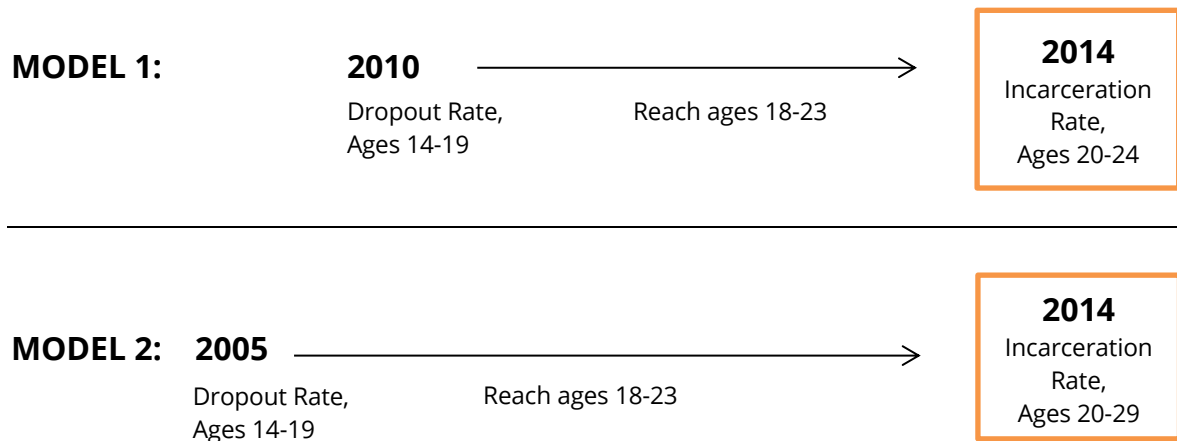 MODEL 1:
2010
Dropout Rate,
Ages 14-19
Reach ages 18-23
2014
Incarceration
Rate,
Ages 20-24
MODEL 2:
2005
Dropout Rate,
Ages 14-19
Reach ages 18-23
2014
Incarceration
Rate,
Ages 20-29